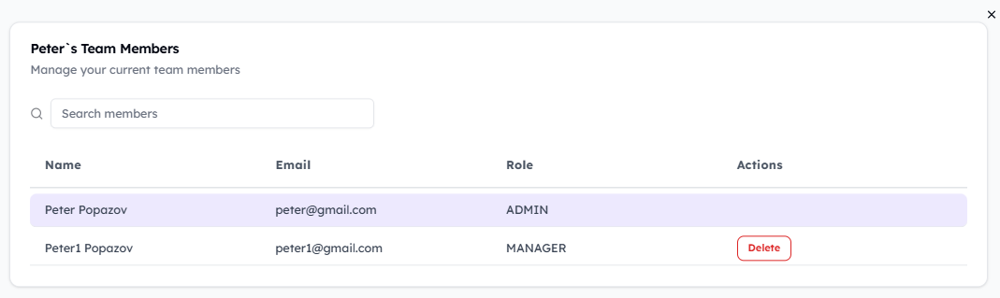 Peter`s Team Members
Manage your current team members
Search members
Name Email Role Actions
Peter Popazov peter@gmail.com ADMIN
Peter1 Popazov peter1@gmail.com MANAGER Delete